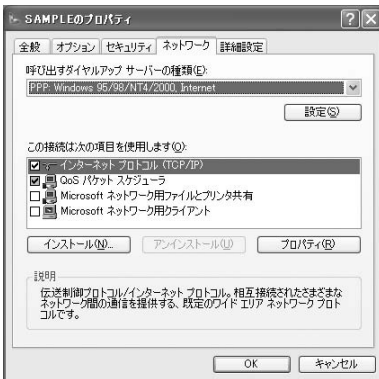 SAMPLEのプロパティ
全般 オプション セキュリティ ネットワーク 詳細設定
呼び出すダイヤルアップ サーバーの種類(E):
PPP: Windows 95/98/NT4/2000, Internet
設定(S)
この接続は次の項目を使用します(O):
インターネット プロトコル (TCP/IP)
QoS パケット スケジューラ
Microsoft ネットワーク用ファイルとプリンタ共有
Microsoft ネットワーク用クライアント
インストール(N)... アンインストール(U) プロパティ(R)
説明
伝送制御プロトコル/インターネット プロトコル。相互接続されたさまざまな
ネットワーク間の通信を提供する、既定のワイド エリア ネットワーク プロト
コルです。
OK キャンセル